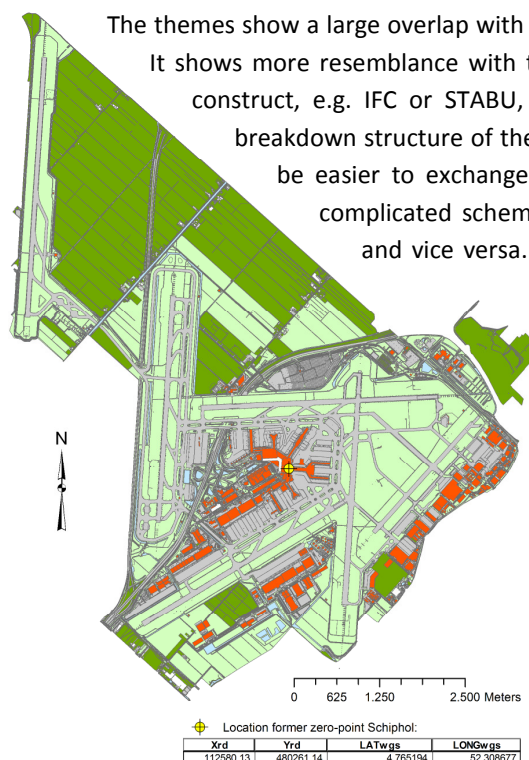 The themes show a large overlap with
It shows more resemblance with
construct, e.g. IFC or STABU,
breakdown structure of the
be easier to exchange
complicated schem
and vice versa.
N
0 625 1.250 2.500 Meters
Location former zero-point Schiphol:
Xrd Yrd LATwgs LONGwgs
112580.13 480261.14 4.765194 52.308677